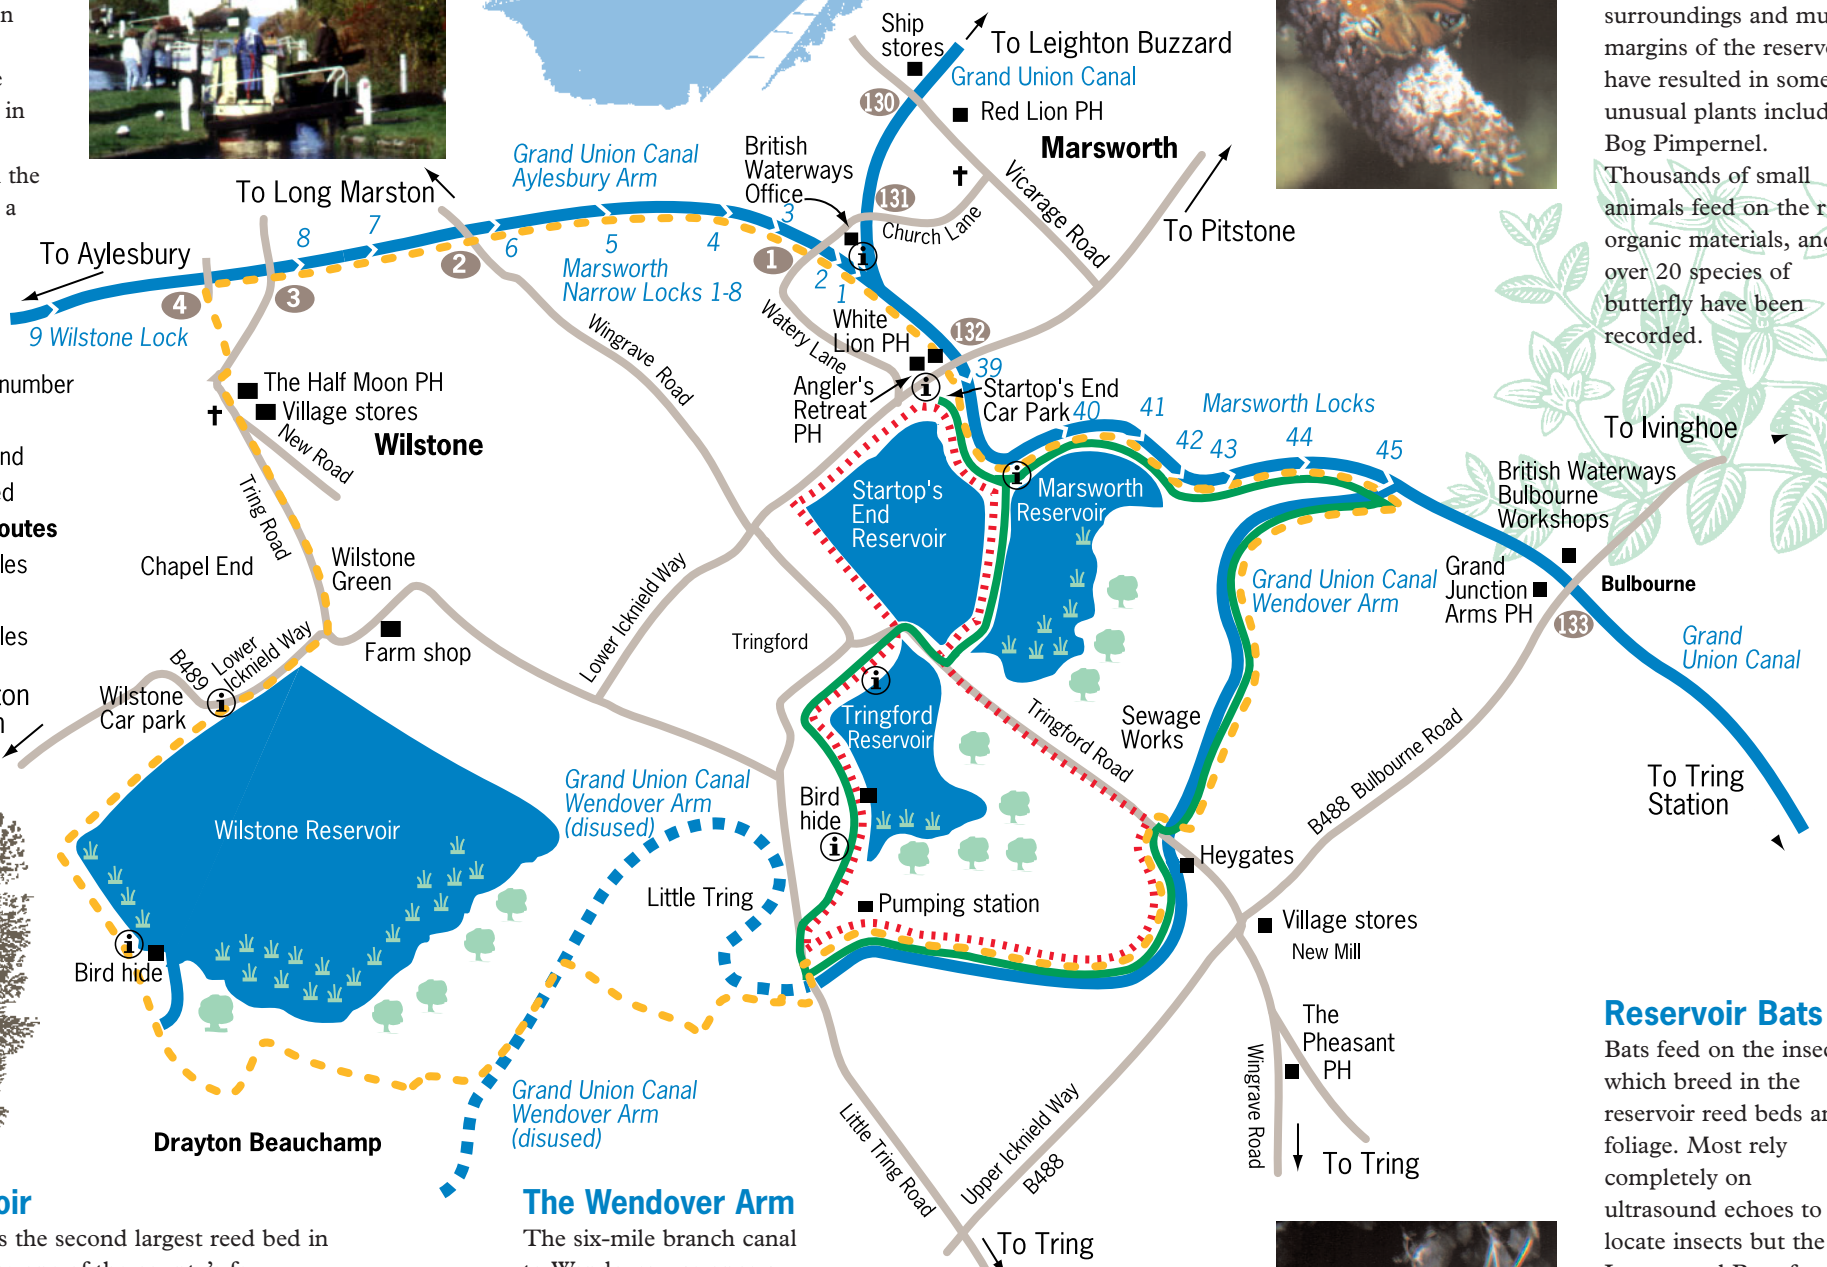 n
in
the
a
number
nd
ed
outes
les
les
ton
n
oir
s the second largest reed bed in
To Long Marston
To Aylesbury
9 Wilstone Lock
8
7
6
5
4
3
2
1
4
3
2
1
Grand Union Canal
Aylesbury Arm
Marsworth
Narrow Locks 1-8
British
Waterways
Office
Ship
stores
To Leighton Buzzard
Grand Union Canal
130
Red Lion PH
Marsworth
131
Church Lane
Vicarage Road
To Pitstone
132
White
Lion PH
Watery Lane
Angler's
Retreat
PH
39
Startop's End
Car Park
40
41
Marsworth Locks
42
43
44
45
Wingrave Road
The Half Moon PH
Village stores
Wilstone
New Road
Tring Road
Chapel End
Wilstone
Green
Farm shop
B489
Lower
Icknield Way
Wilstone
Car park
Wilstone Reservoir
Bird hide
Drayton Beauchamp
Lower Icknield Way
Tringford
Startop's
End
Reservoir
Marsworth
Reservoir
Tringford
Reservoir
Tringford Road
Sewage
Works
Grand Union Canal
Wendover Arm
British Waterways
Bulbourne
Workshops
Grand
Junction
Arms PH
Bulbourne
133
To Ivinghoe
Grand
Union Canal
To Tring
Station
B488 Bulbourne Road
Heygates
Village stores
New Mill
The
Pheasant
PH
Wingrave Road
To Tring
Grand Union Canal
Wendover Arm
(disused)
Little Tring
Bird
hide
Pumping station
Grand Union Canal
Wendover Arm
(disused)
Little Tring Road
Upper Icknield Way
B488
To Tring
The Wendover Arm
The six-mile branch canal
surroundings and mu
margins of the reserv
have resulted in some
unusual plants includ
Bog Pimpernel.
Thousands of small
animals feed on the r
organic materials, and
over 20 species of
butterfly have been
recorded.
Reservoir Bats
Bats feed on the insec
which breed in the
reservoir reed beds an
foliage. Most rely
completely on
ultrasound echoes to
locate insects but the